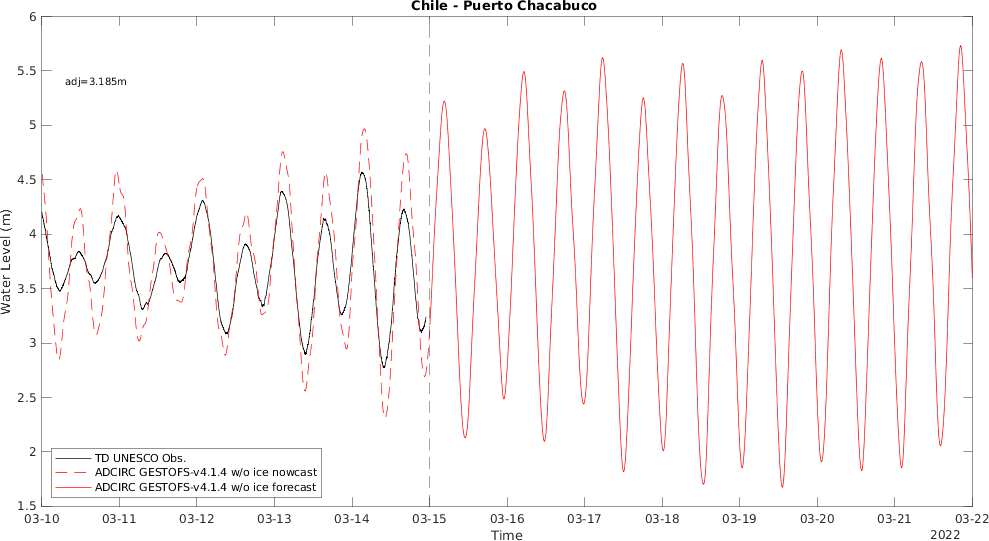 Chile - Puerto Chacabuco
6
5.5
5
4.5
4
3.5
3
2.5
2
1.5
Water Level (m)
adj=3.185m
TD UNESCO Obs.
ADCIRC GESTOFS-v4.1.4 w/o ice nowcast
ADCIRC GESTOFS-v4.1.4 w/o ice forecast
03-10 03-11 03-12 03-13 03-14 03-15 03-16 03-17 03-18 03-19 03-20 03-21 03-22
Time
2022